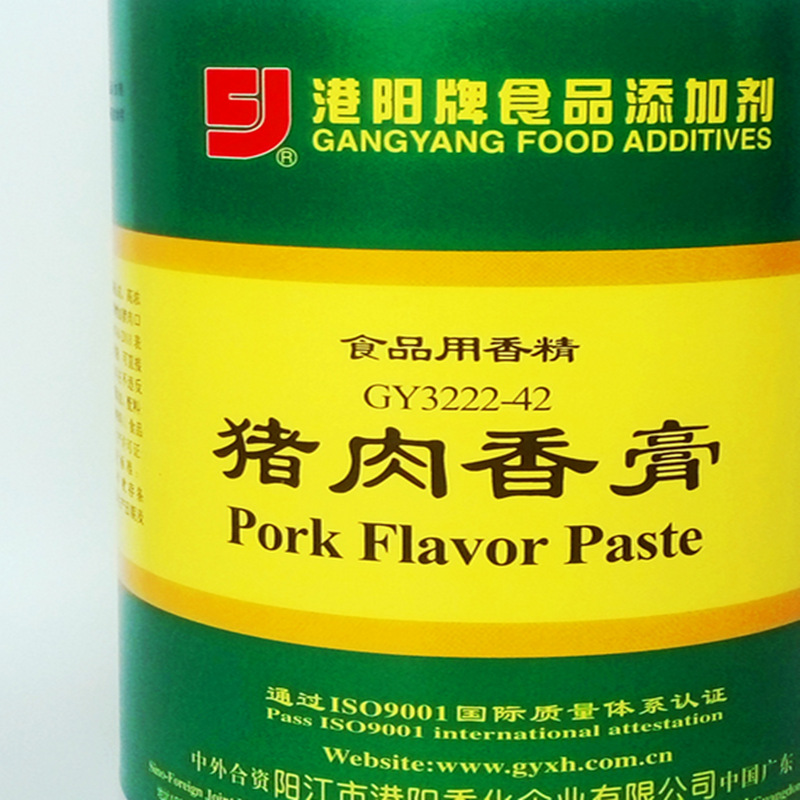 港阳牌食品添加剂
GANGYANG FOOD ADDITIVES
®
食品用香精
GY3222-42
猪肉香膏
Pork Flavor Paste
通过ISO9001国际质量体系认证
Pass ISO9001 international attestation
Website:www.gyxh.com.cn
中外合资 阳江市港阳香化企业有限公司 中国广东
Sino-Foreign Joint